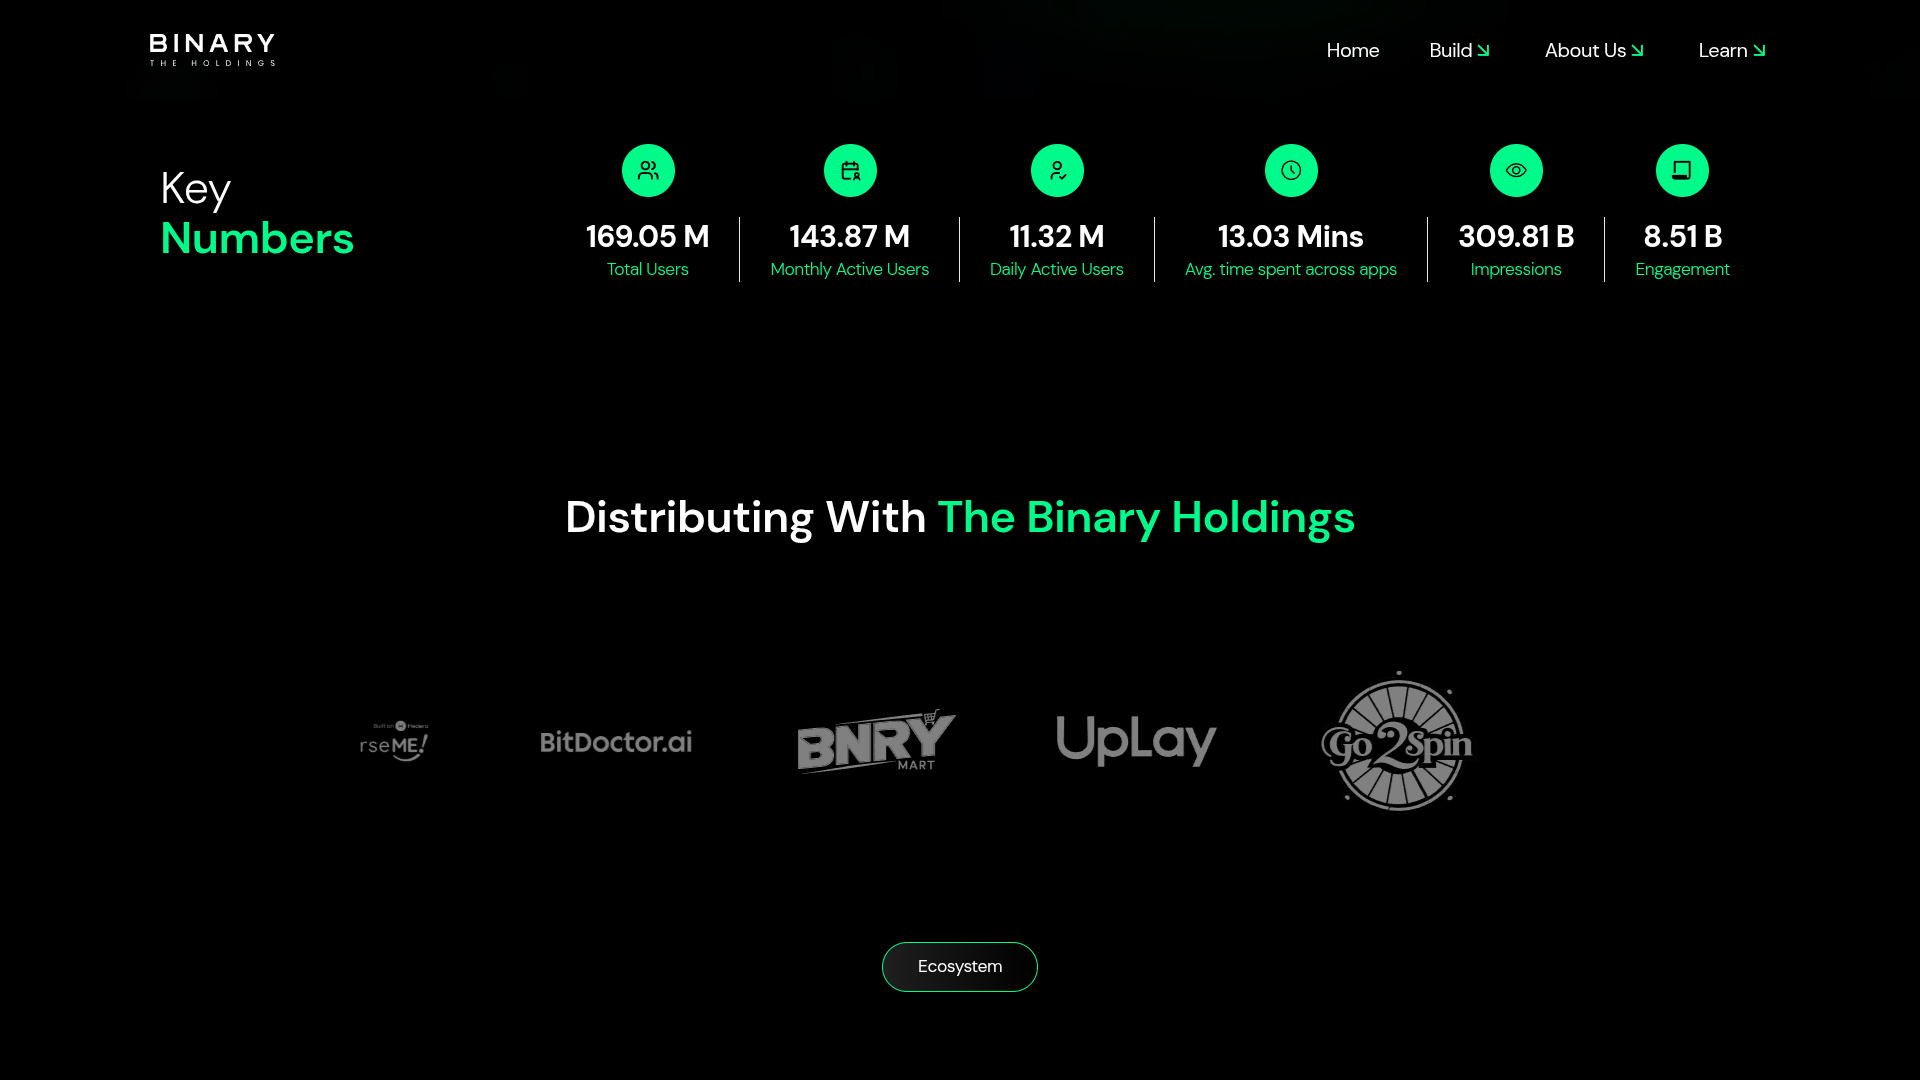 BINARY
THE HOLDINGS
Home
Build
About Us
Learn
Key
Numbers
169.05 M
Total Users
143.87 M
Monthly Active Users
11.32 M
Daily Active Users
13.03 Mins
Avg. time spent across apps
309.81 B
Impressions
8.51 B
Engagement
Distributing With The Binary Holdings
Built on Hedera
rseME!
BitDoctor.ai
BNRY
MART
UpLay
Go2Spin
Ecosystem